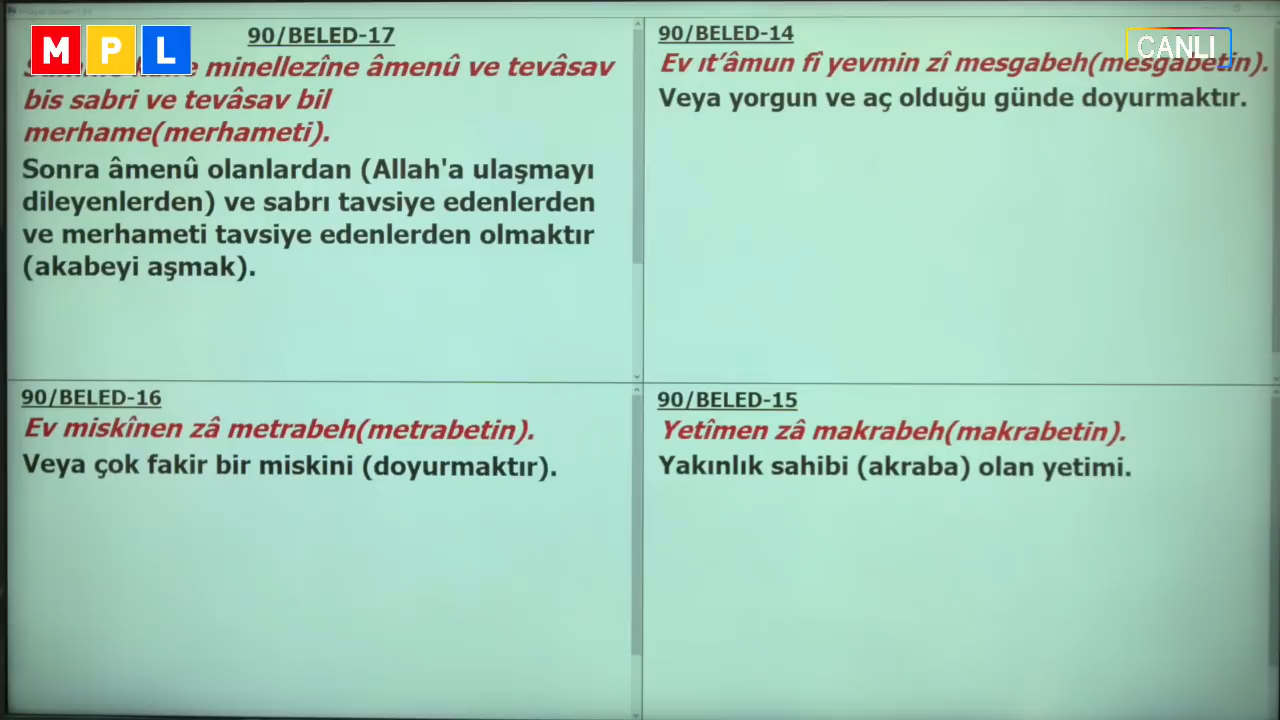 MPL
CANLI
90/BELED-17
minellezîne âmenû ve tevâsav
bis sabri ve tevâsav bil
merhame(merhameti).
Sonra âmenû olanlardan (Allah'a ulaşmayı
dileyenlerden) ve sabrı tavsiye edenlerden
ve merhameti tavsiye edenlerden olmaktır
(akabeyi aşmak).
90/BELED-14
Ev ıt’âmun fî yevmin zî mesgabeh(mesgabetin).
Veya yorgun ve aç olduğu günde doyurmaktır.
90/BELED-16
Ev miskînen zâ metrabeh(metrabetin).
Veya çok fakir bir miskini (doyurmaktır).
90/BELED-15
Yetîmen zâ makrabeh(makrabetin).
Yakınlık sahibi (akraba) olan yetimi.